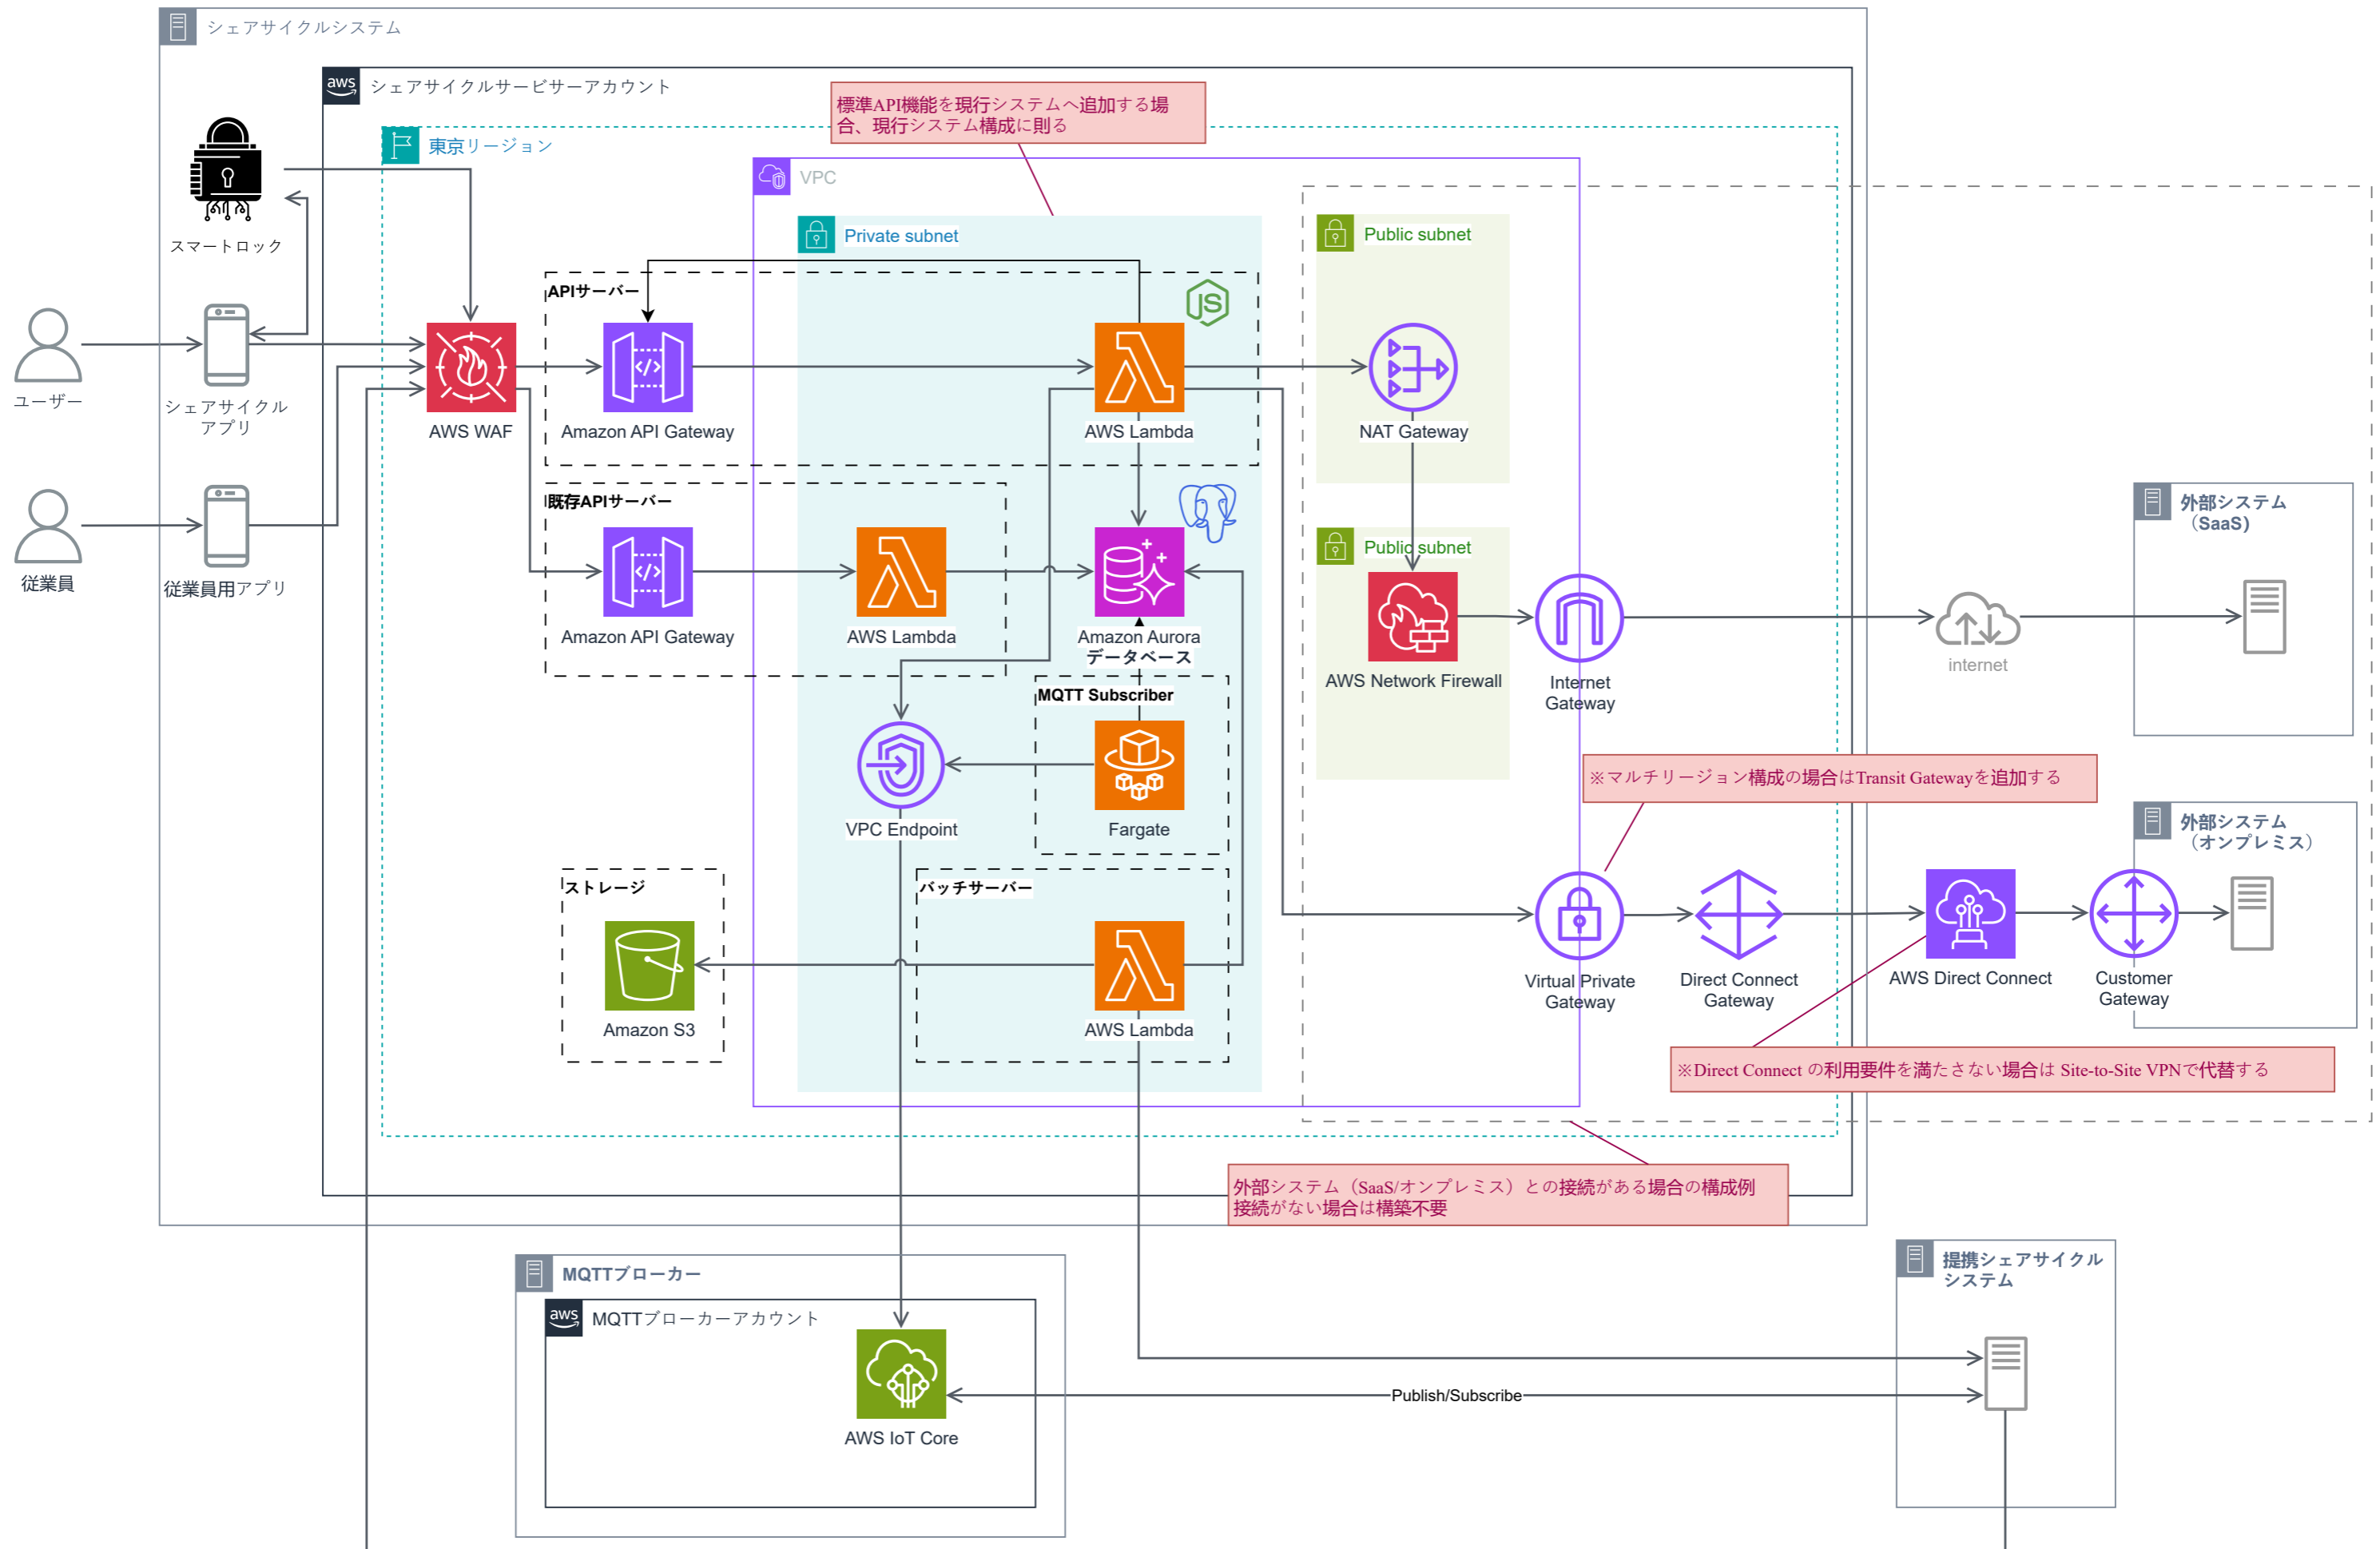 シェアサイクルシステム
aws
シェアサイクルサービサーアカウント
標準API機能を現行システムへ追加する場
合、現行システム構成に則る
東京リージョン
VPC
スマートロック
Private subnet
Public subnet
APIサーバー
JS
ユーザー
シェアサイクル
アプリ
AWS WAF
Amazon API Gateway
AWS Lambda
NAT Gateway
既存APIサーバー
外部システム
（SaaS)
Public subnet
従業員
従業員用アプリ
Amazon API Gateway
AWS Lambda
Amazon Aurora
データベース
AWS Network Firewall
Internet
Gateway
internet
MQTT Subscriber
※マルチリージョン構成の場合はTransit Gatewayを追加する
VPC Endpoint
Fargate
外部システム
（オンプレミス）
ストレージ
バッチサーバー
Amazon S3
AWS Lambda
Virtual Private
Gateway
Direct Connect
Gateway
AWS Direct Connect
Customer
Gateway
※Direct Connect の利用要件を満たさない場合は Site-to-Site VPNで代替する
外部システム（SaaS/オンプレミス）との接続がある場合の構成例
接続がない場合は構築不要
MQTTブローカー
aws
MQTTブローカーアカウント
提携シェアサイクル
システム
Publish/Subscribe
AWS IoT Core